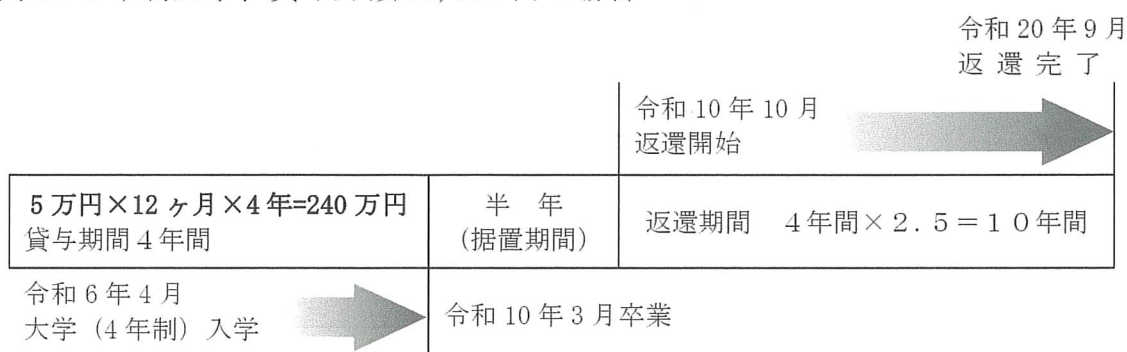 令和20年9月
返還完了
令和10年10月
返還開始
5万円×12ヶ月×4年=240万円
貸与期間4年間
半年
(据置期間)
返還期間 4年間×2.5=10年間
令和6年4月
大学（4年制）入学
令和10年3月卒業